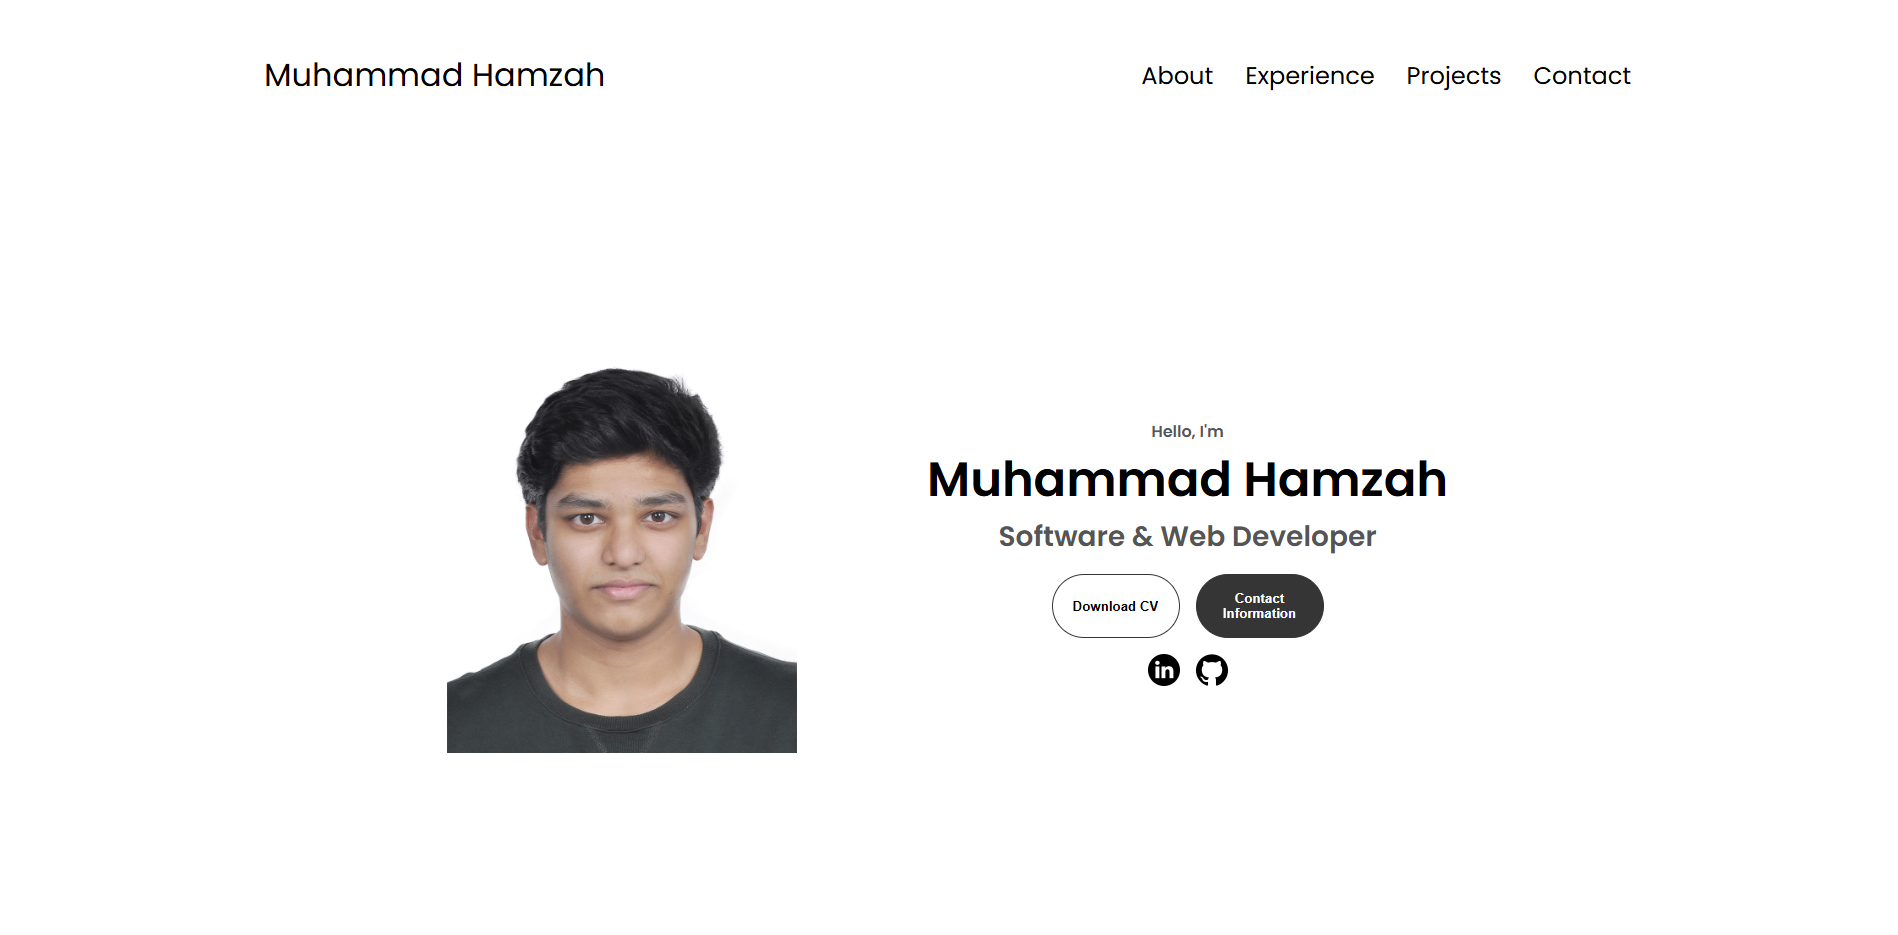 Muhammad Hamzah
About Experience Projects Contact
Hello, I'm
Muhammad Hamzah
Software & Web Developer
Download CV
Contact
Information
in